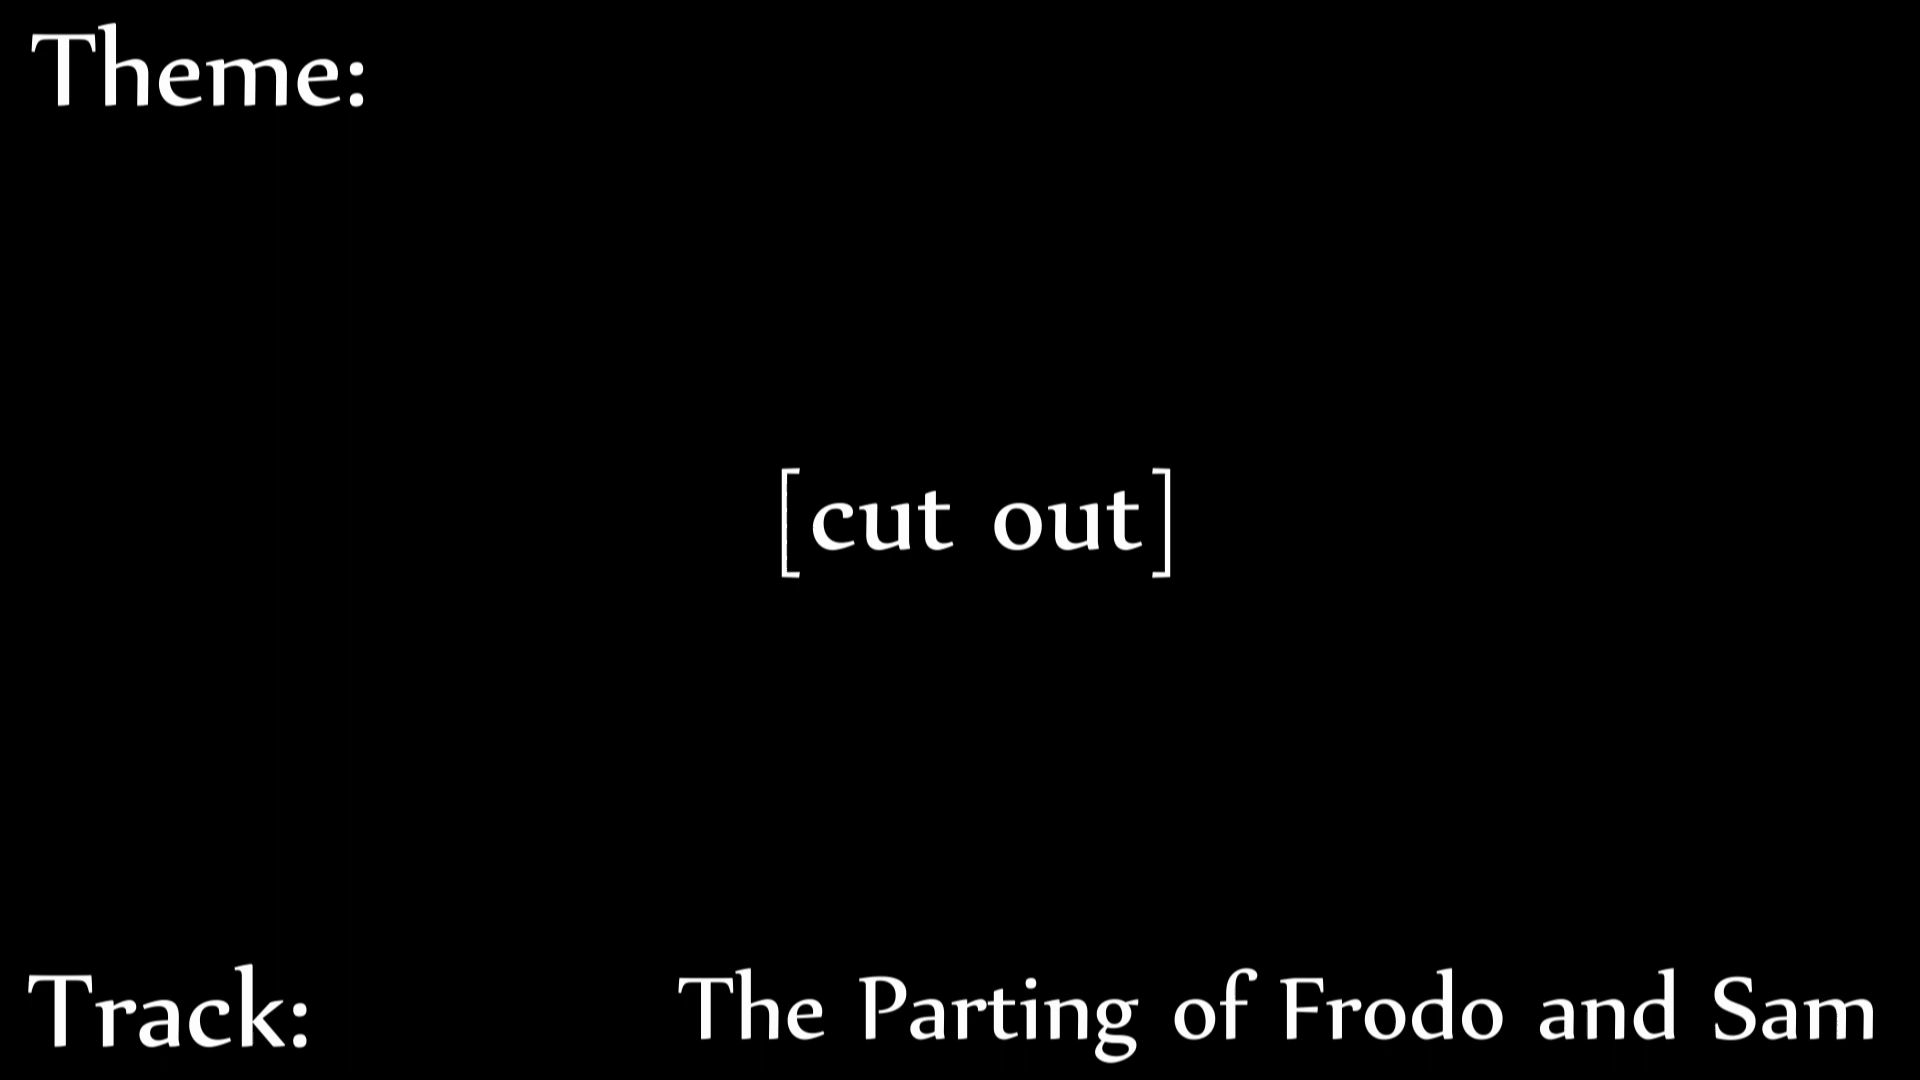 Theme:
[cut out]
Track: The Parting of Frodo and Sam